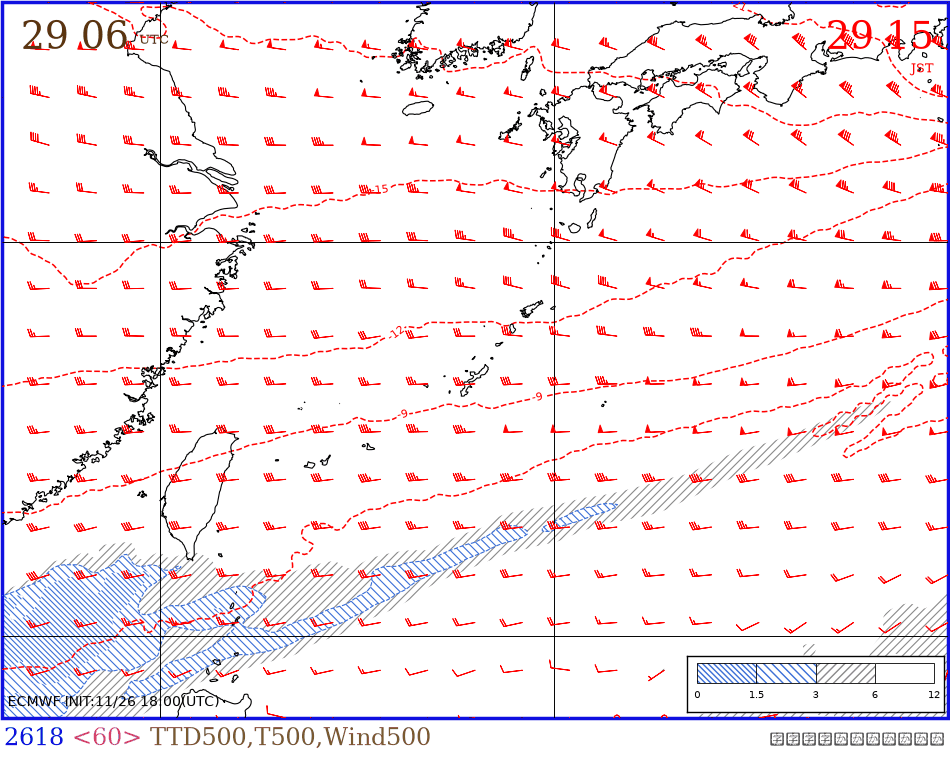 29 06 UTC
29 15 JST
-15
-12
-9
-9
0 1.5 3 6 12
ECMWF INIT:11/26 18:00(UTC)
2618 <60> TTD500,T500,Wind500